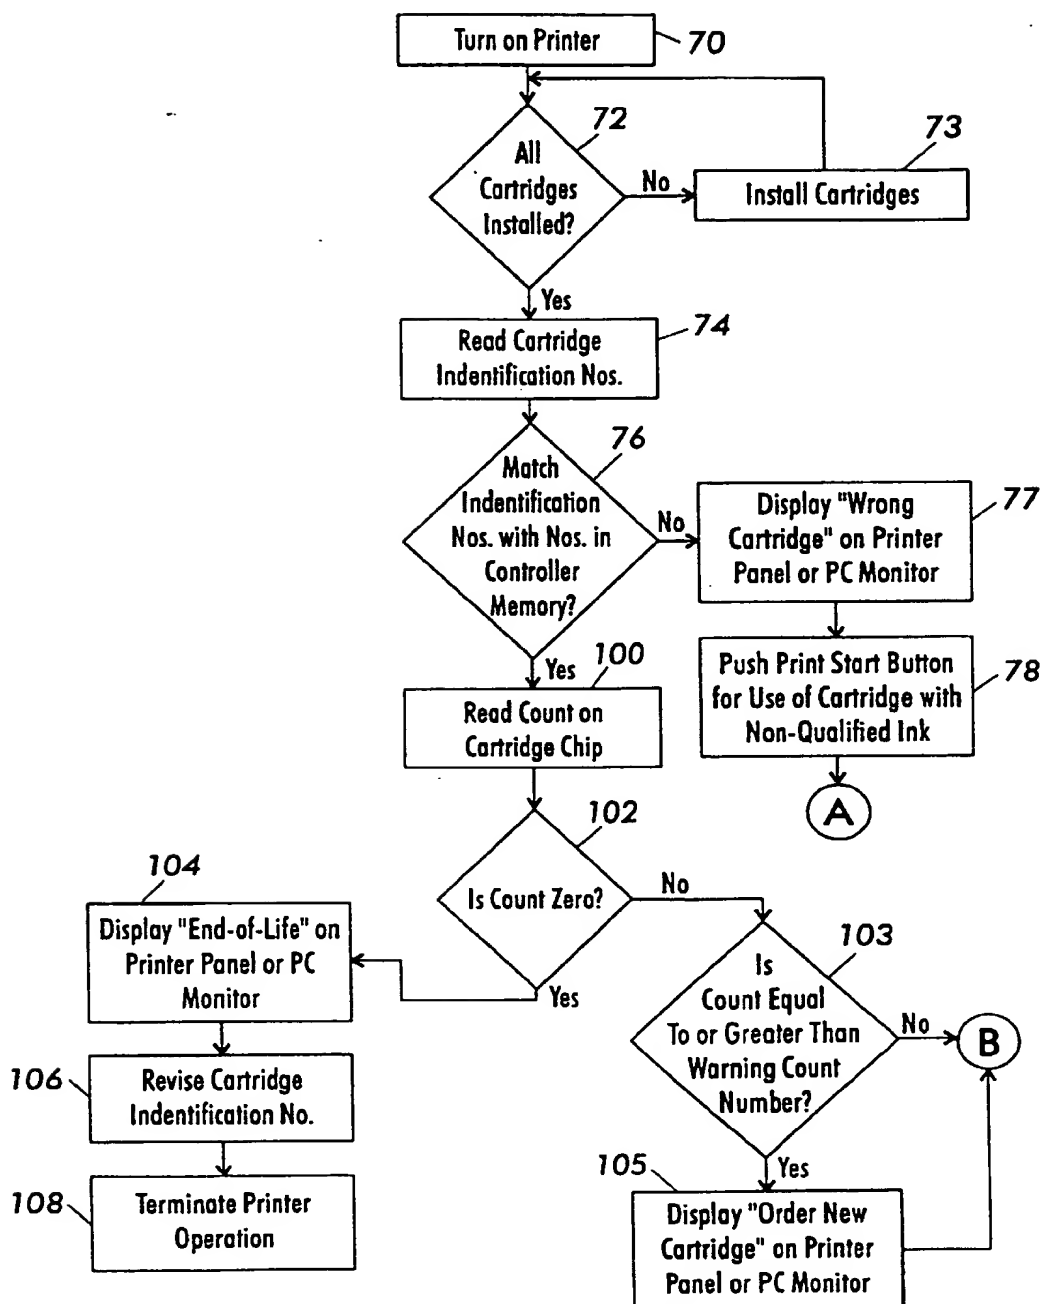 Turn on Printer
70
72
73
All
Cartridges
Installed?
No
Install Cartridges
Yes
74
Read Cartridge
Indentification Nos.
76
Match
Indentification
Nos. with Nos. in
Controller
Memory?
No
77
Display "Wrong
Cartridge" on Printer
Panel or PC Monitor
Yes
100
78
Push Print Start Button
for Use of Cartridge with
Non-Qualified Ink
Read Count on
Cartridge Chip
A
102
Is Count Zero?
No
Yes
104
Display "End-of-Life" on
Printer Panel or PC
Monitor
103
Is
Count Equal
To or Greater Than
Warning Count
Number?
No
B
106
Revise Cartridge
Indentification No.
Yes
105
108
Terminate Printer
Operation
Display "Order New
Cartridge" on Printer
Panel or PC Monitor